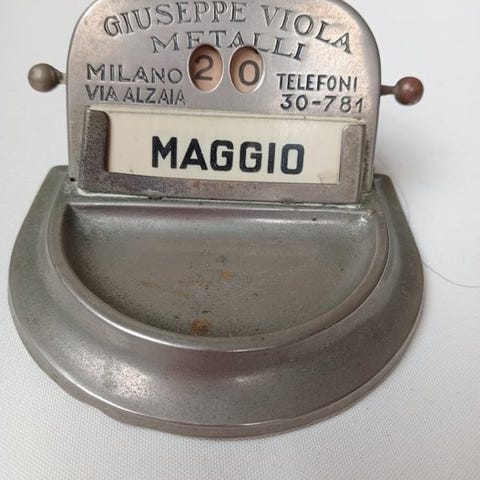 GIUSEPPE VIOLA
METALLI
MILANO 20 TELEFONI
VIA ALZAIA 30-781
MAGGIO